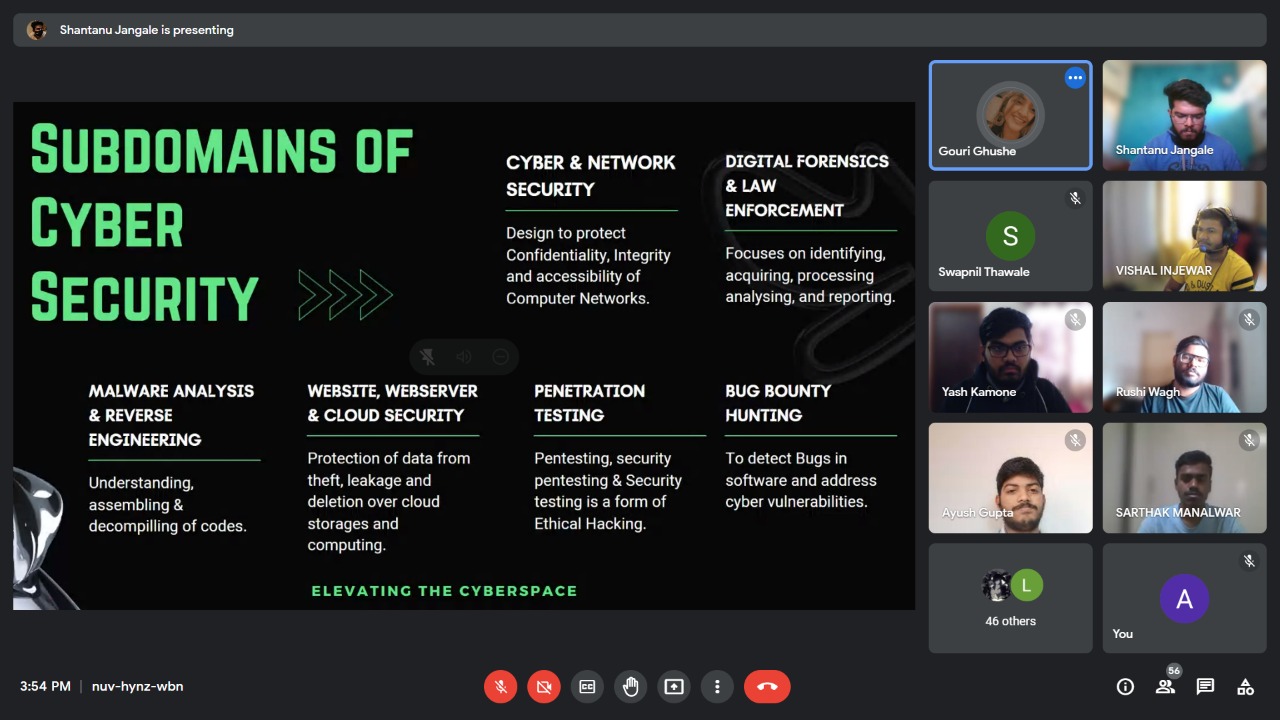 Shantanu Jangale is presenting
SUBDOMAINS OF
CYBER
SECURITY
CYBER & NETWORK
SECURITY
Design to protect
Confidentiality, Integrity
and accessibility of
Computer Networks.
DIGITAL FORENSICS
& LAW
ENFORCEMENT
Focuses on identifying,
acquiring, processing
analysing, and reporting.
MALWARE ANALYSIS
& REVERSE
ENGINEERING
Understanding,
assembling &
decompilling of codes.
WEBSITE, WEBSERVER
& CLOUD SECURITY
Protection of data from
theft, leakage and
deletion over cloud
storages and
computing.
PENETRATION
TESTING
Pentesting, security
pentesting & Security
testing is a form of
Ethical Hacking.
BUG BOUNTY
HUNTING
To detect Bugs in
software and address
cyber vulnerabilities.
ELEVATING THE CYBERSPACE
Gouri Ghushe
Shantanu Jangale
S
Swapnil Thawale
VISHAL INJEWAR
Yash Kamone
Rushi Wagh
Ayush Gupta
SARTHAK MANALWAR
L
46 others
A
You
3:54 PM | nuv-hynz-wbn
56